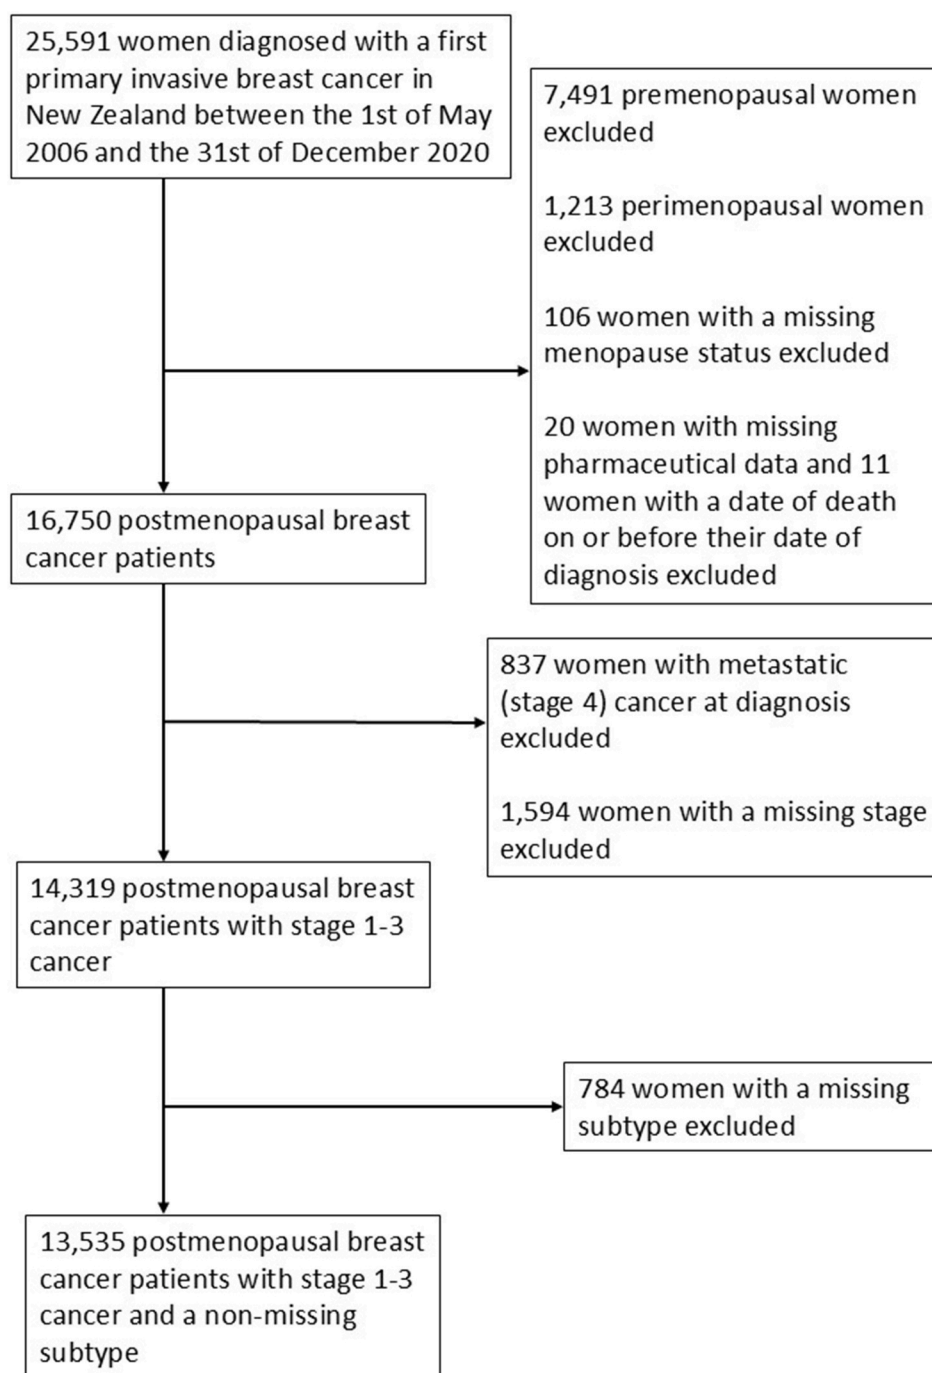 25,591 women diagnosed with a first
primary invasive breast cancer in
New Zealand between the 1st of May
2006 and the 31st of December 2020
7,491 premenopausal women
excluded
1,213 perimenopausal women
excluded
106 women with a missing
menopause status excluded
20 women with missing
pharmaceutical data and 11
women with a date of death
on or before their date of
diagnosis excluded
16,750 postmenopausal breast
cancer patients
837 women with metastatic
(stage 4) cancer at diagnosis
excluded
1,594 women with a missing stage
excluded
14,319 postmenopausal breast
cancer patients with stage 1-3
cancer
784 women with a missing
subtype excluded
13,535 postmenopausal breast
cancer patients with stage 1-3
cancer and a non-missing
subtype